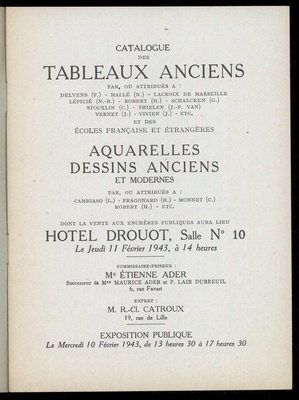 CATALOGUE
DES
TABLEAUX ANCIENS
PAR, OU ATTRIBUÉS A :
DELYENS (F.) - HALLÉ (N.) - LACROIX DE MARSEILLE
LÉPICIÉ (N.-B.) - ROBERT (H.) - SCHALCKEN (G.)
STOCKLIN (C.) - THIELEN (J.-P. VAN)
VERNET (J.) - VIVIEN (J.) - ETC.
ET DES
ÉCOLES FRANÇAISE ET ÉTRANGÈRES
AQUARELLES
DESSINS ANCIENS
ET MODERNES
PAR, OU ATTRIBUÉS A :
CAMBIASO (L.) - FRAGONARD (H.) - MONNET (C.)
ROBERT (H.) - ETC.
DONT LA VENTE AUX ENCHÈRES PUBLIQUES AURA LIEU
HOTEL DROUOT, Salle N° 10
Le Jeudi 11 Février 1943, à 14 heures
COMMISSAIRE-PRISEUR :
Me ÉTIENNE ADER
Successeur de Mes MAURICE ADER et F. LAIR DUBREUIL
6, rue Favart
EXPERT :
M. R.-Cl. CATROUX
19, rue de Lille
EXPOSITION PUBLIQUE
Le Mercredi 10 Février 1943, de 13 heures 30 à 17 heures 30